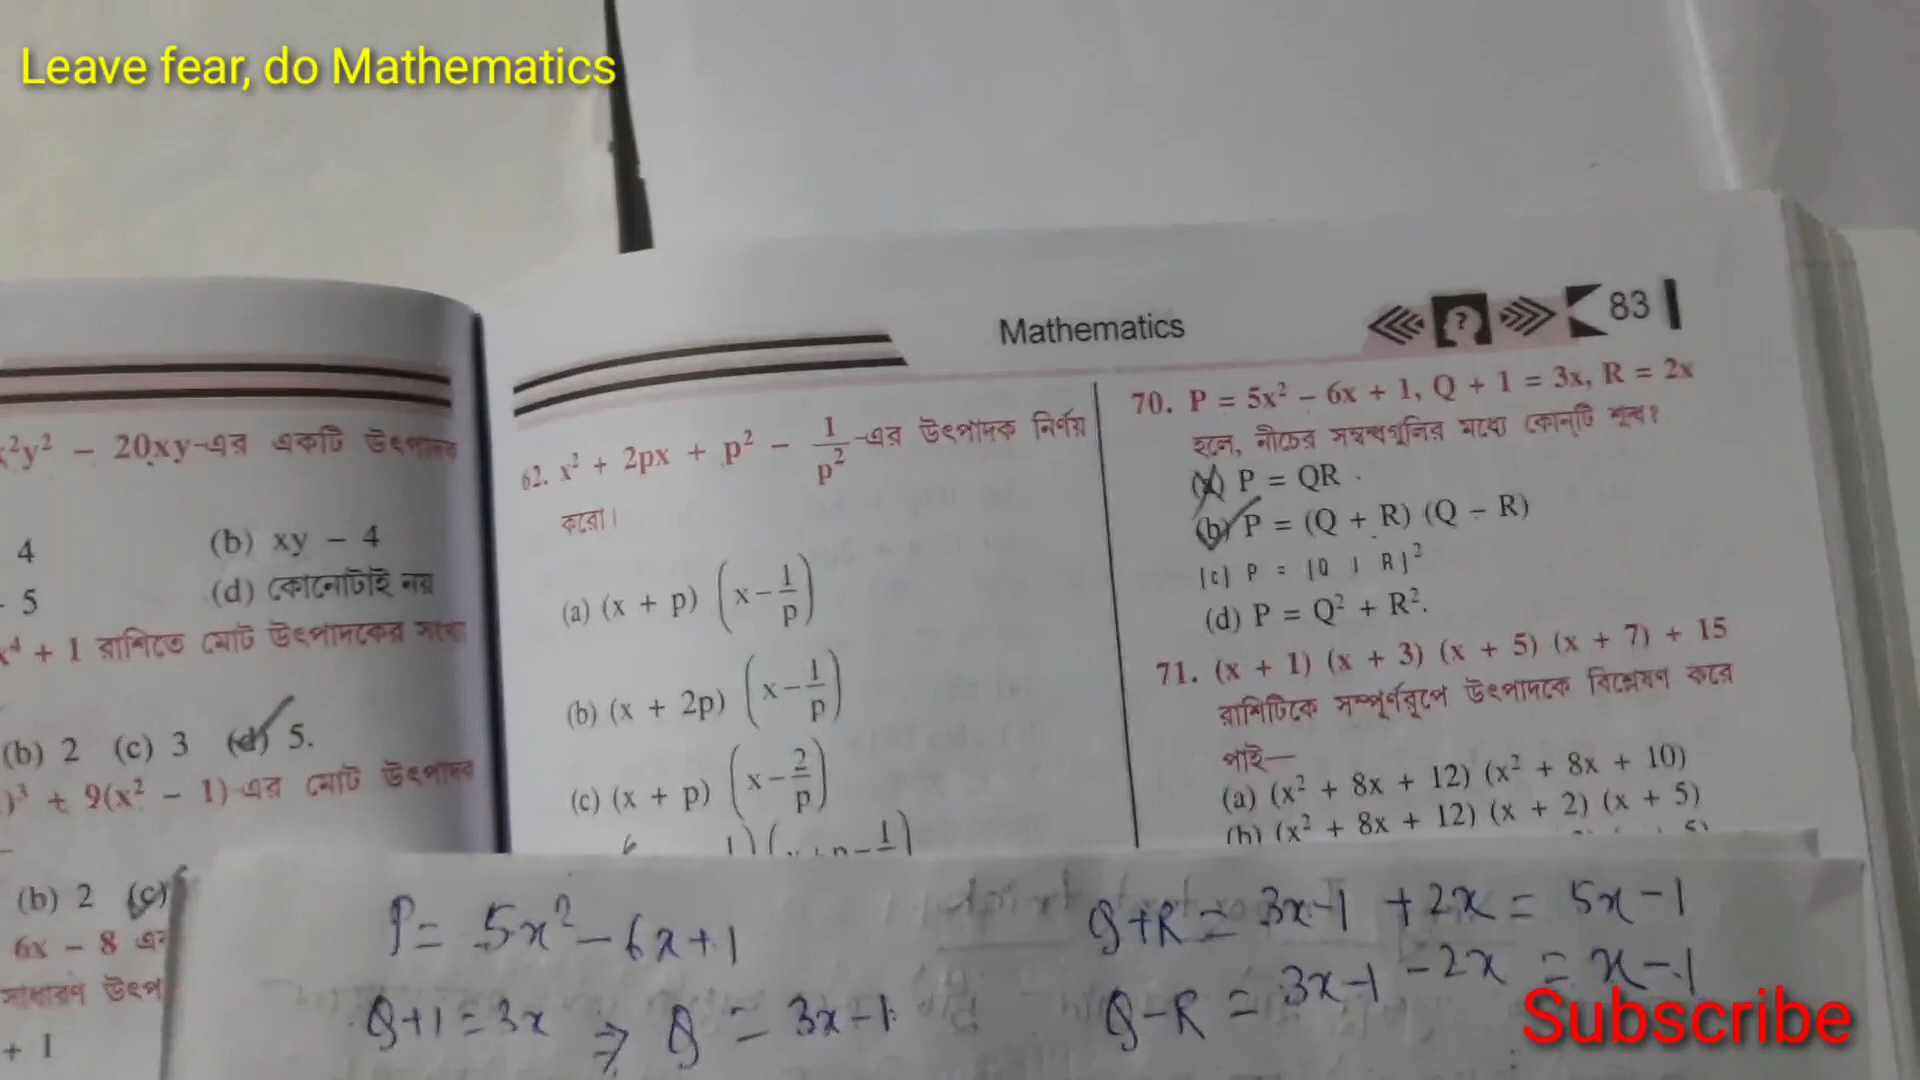 Leave fear, do Mathematics
Mathematics
83
x²y² − 20xy-এর একটি উৎপাদক
4
(b) xy − 4
- 5
(d) কোনোটাই নয়
x⁴ + 1 রাশিতে মোট উৎপাদকের সংখ্যা
(b) 2 (c) 3 (d) 5.
)³ + 9(x² − 1)-এর মোট উৎপাদক
(b) 2 (c)
6x − 8 এর
সাধারণ উৎপ
+ 1
62. x² + 2px + p² − 1/p² -এর উৎপাদক নির্ণয়
করো।
(a) (x + p) (x − 1/p)
(b) (x + 2p) (x − 1/p)
(c) (x + p) (x − 2/p)
70. P = 5x² − 6x + 1, Q + 1 = 3x, R = 2x
হলে, নীচের সম্বন্ধগুলির মধ্যে কোনটি শুদ্ধ?
(a) P = QR
(b) P = (Q + R) (Q − R)
(d) P = Q² + R².
71. (x + 1) (x + 3) (x + 5) (x + 7) + 15
রাশিটিকে সম্পূর্ণরূপে উৎপাদকে বিশ্লেষণ করে
পাই—
(a) (x² + 8x + 12) (x² + 8x + 10)
(b) (x² + 8x + 12) (x + 2) (x + 5)
P = 5x² − 6x + 1
Q+1 = 3x ⇒ Q = 3x−1
Q+R = 3x−1 + 2x = 5x−1
Q−R = 3x−1 − 2x = x−1
Subscribe